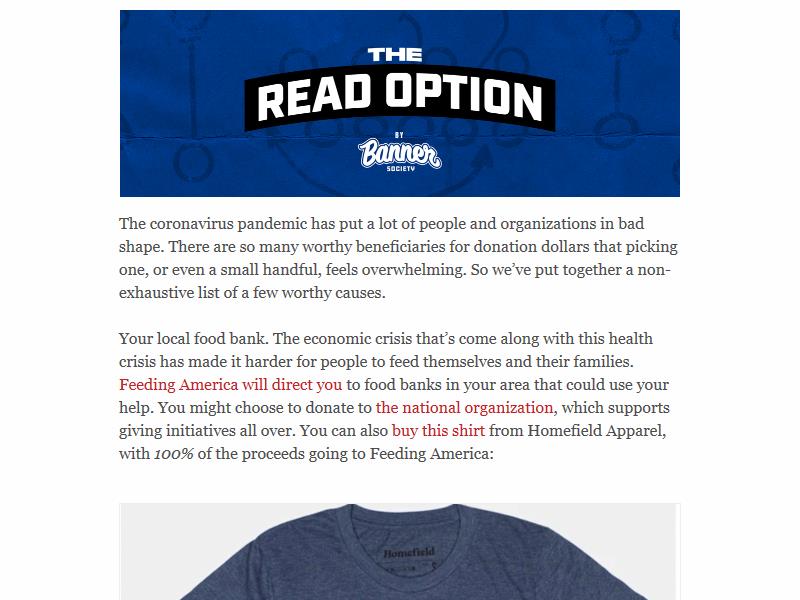 THE
READ OPTION
BY
Banner
SOCIETY
The coronavirus pandemic has put a lot of people and organizations in bad
shape. There are so many worthy beneficiaries for donation dollars that picking
one, or even a small handful, feels overwhelming. So we’ve put together a non-
exhaustive list of a few worthy causes.
Your local food bank. The economic crisis that’s come along with this health
crisis has made it harder for people to feed themselves and their families.
Feeding America will direct you to food banks in your area that could use your
help. You might choose to donate to the national organization, which supports
giving initiatives all over. You can also buy this shirt from Homefield Apparel,
with 100% of the proceeds going to Feeding America:
Homefield